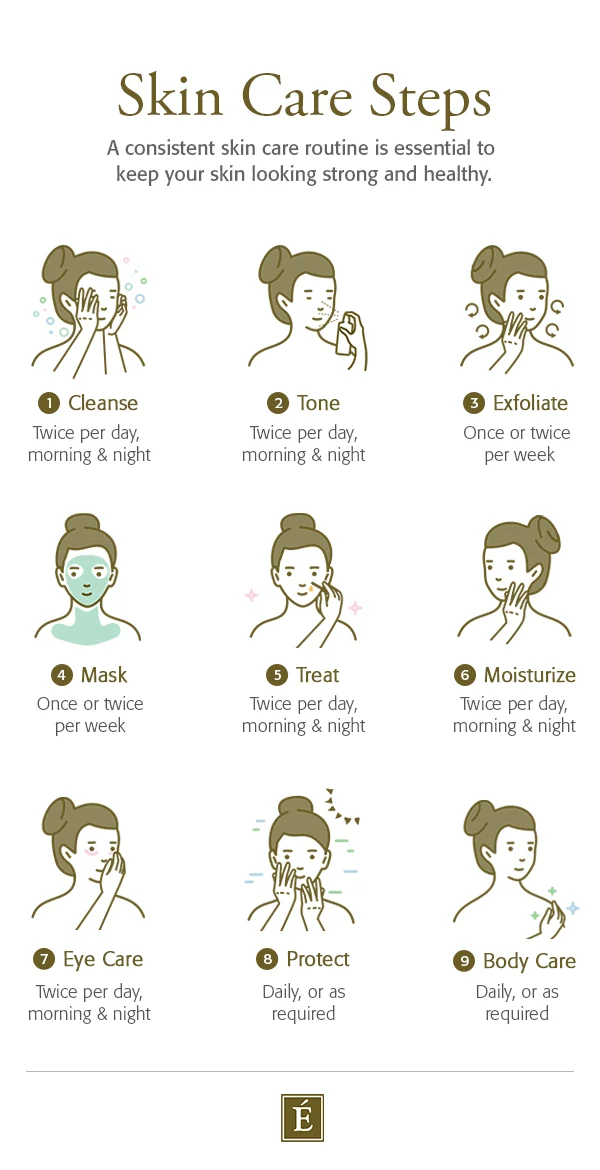 Skin Care Steps
A consistent skin care routine is essential to
keep your skin looking strong and healthy.
1 Cleanse
Twice per day,
morning & night
2 Tone
Twice per day,
morning & night
3 Exfoliate
Once or twice
per week
4 Mask
Once or twice
per week
5 Treat
Twice per day,
morning & night
6 Moisturize
Twice per day,
morning & night
7 Eye Care
Twice per day,
morning & night
8 Protect
Daily, or as
required
9 Body Care
Daily, or as
required
É